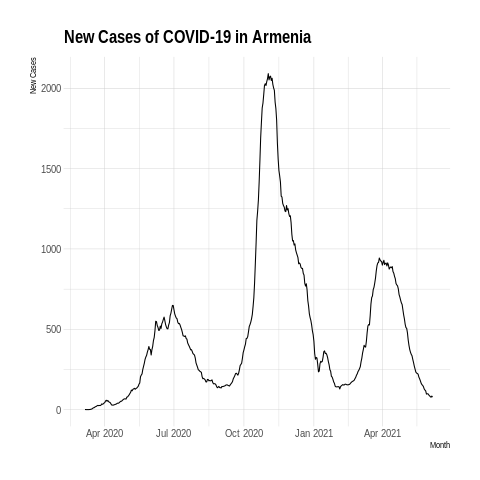 New Cases of COVID-19 in Armenia
New Cases
2000
1500
1000
500
0
Apr 2020 Jul 2020 Oct 2020 Jan 2021 Apr 2021
Month